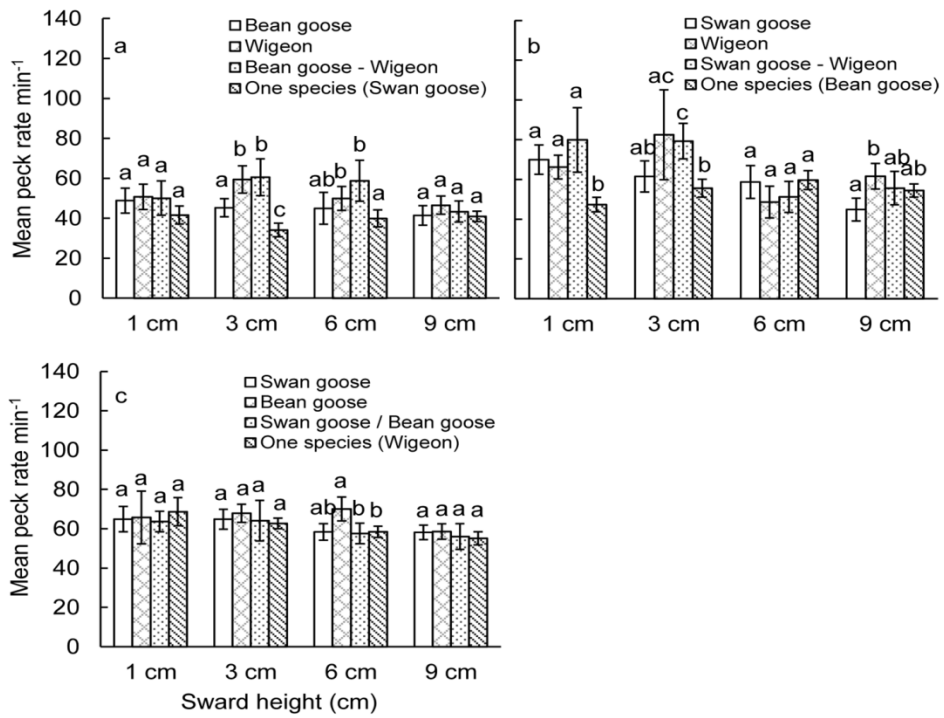 a
Mean peck rate min-1
140
120
100
80
60
40
20
0
Bean goose
Wigeon
Bean goose - Wigeon
One species (Swan goose)
a a a a
b b c
ab b b a
a a a a
1 cm 3 cm 6 cm 9 cm
b
Swan goose
Wigeon
Swan goose - Wigeon
One species (Bean goose)
a a a b
ab ac c b
a a a a
a b ab ab
1 cm 3 cm 6 cm 9 cm
c
Mean peck rate min-1
140
120
100
80
60
40
20
0
Swan goose
Bean goose
Swan goose / Bean goose
One species (Wigeon)
a a a a
a a a a
ab a b b
a a a a
1 cm 3 cm 6 cm 9 cm
Sward height (cm)